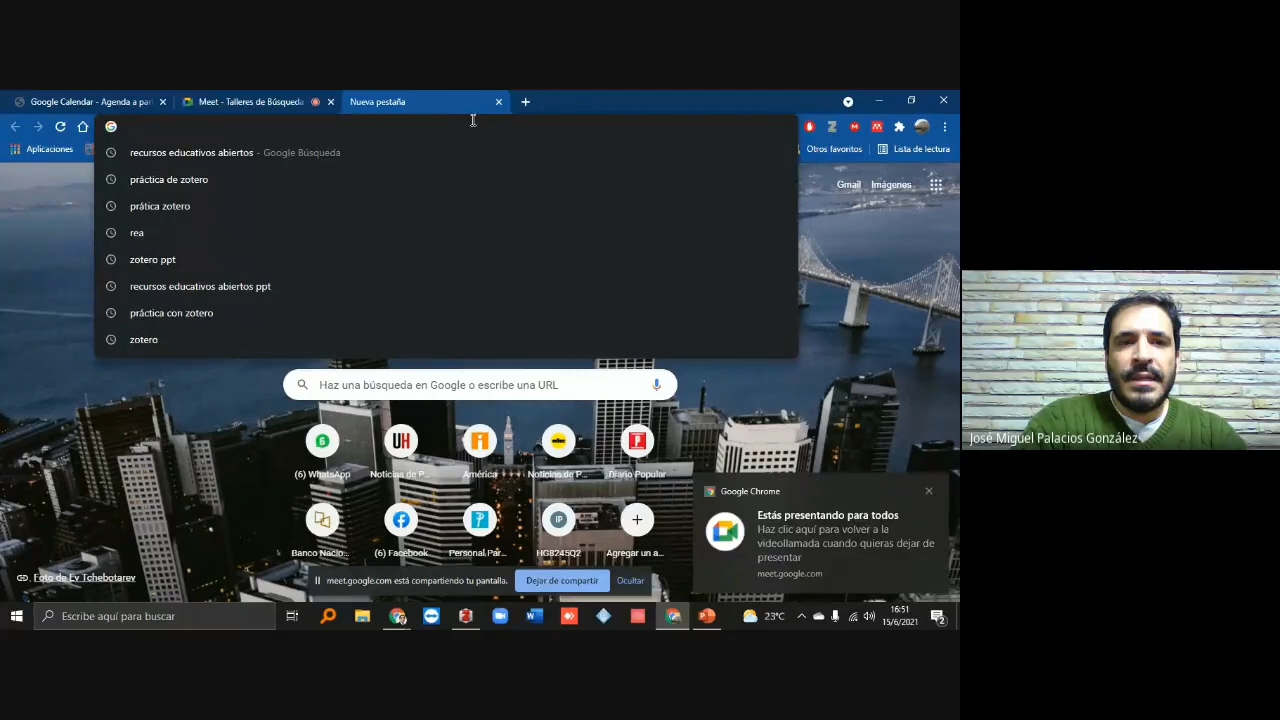 Google Calendar - Agenda a par
Meet - Talleres de Búsqueda
Nueva pestaña
Aplicaciones
Otros favoritos
Lista de lectura
recursos educativos abiertos - Google Búsqueda
práctica de zotero
prática zotero
rea
zotero ppt
recursos educativos abiertos ppt
práctica con zotero
zotero
Gmail
Imágenes
Haz una búsqueda en Google o escribe una URL
UH
(6) WhatsApp
Noticias de P...
América
Noticias de P...
Diario Popular
IP
Banco Nacio...
(6) Facebook
Personal Par...
HG8245Q2
Agregar un a...
Google Chrome
Estás presentando para todos
Haz clic aquí para volver a la
videollamada cuando quieras dejar de
presentar
meet.google.com
Foto de Ev Tchebotarev
meet.google.com está compartiendo tu pantalla.
Dejar de compartir
Ocultar
Escribe aquí para buscar
23°C
16:51
15/6/2021
2
José Miguel Palacios González